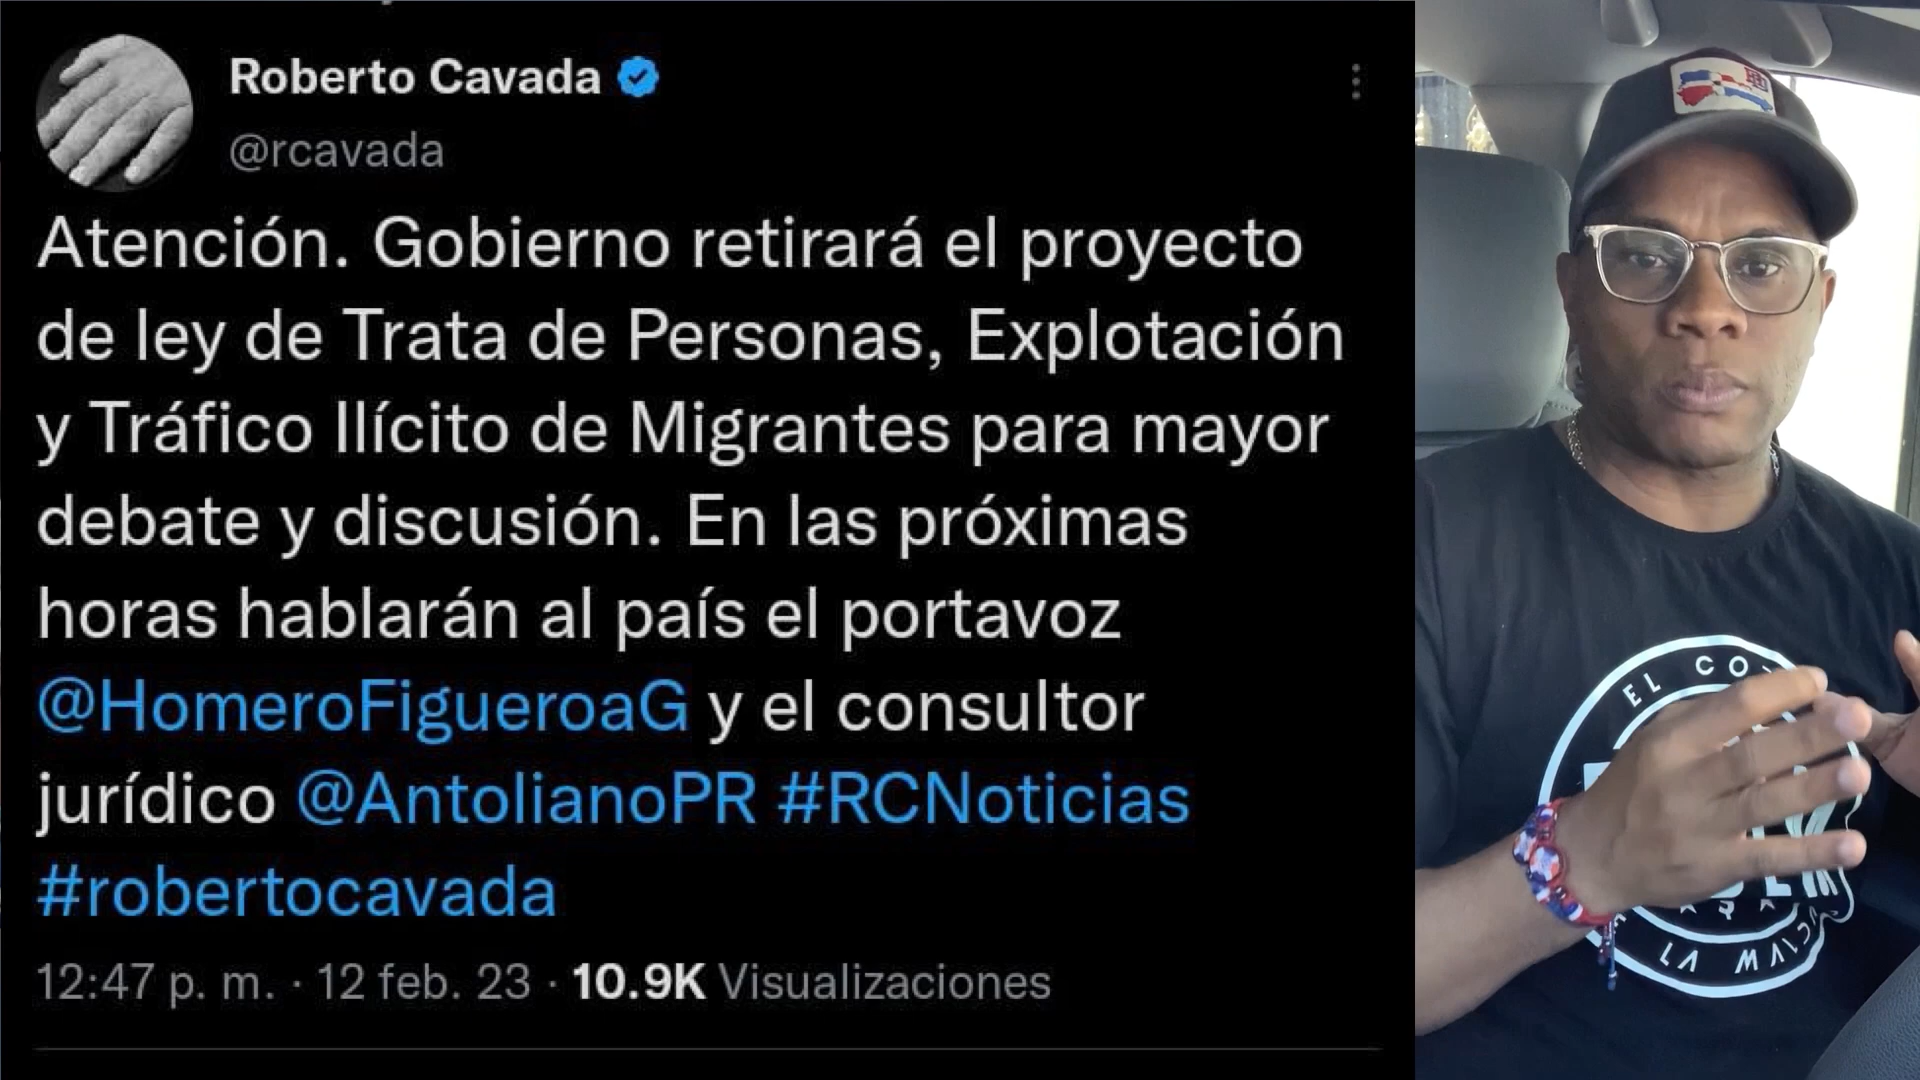 Roberto Cavada
@rcavada
Atención. Gobierno retirará el proyecto
de ley de Trata de Personas, Explotación
y Tráfico Ilícito de Migrantes para mayor
debate y discusión. En las próximas
horas hablarán al país el portavoz
@HomeroFigueroaG y el consultor
jurídico @AntolianoPR #RCNoticias
#robertocavada
12:47 p. m. · 12 feb. 23 · 10.9K Visualizaciones
EL